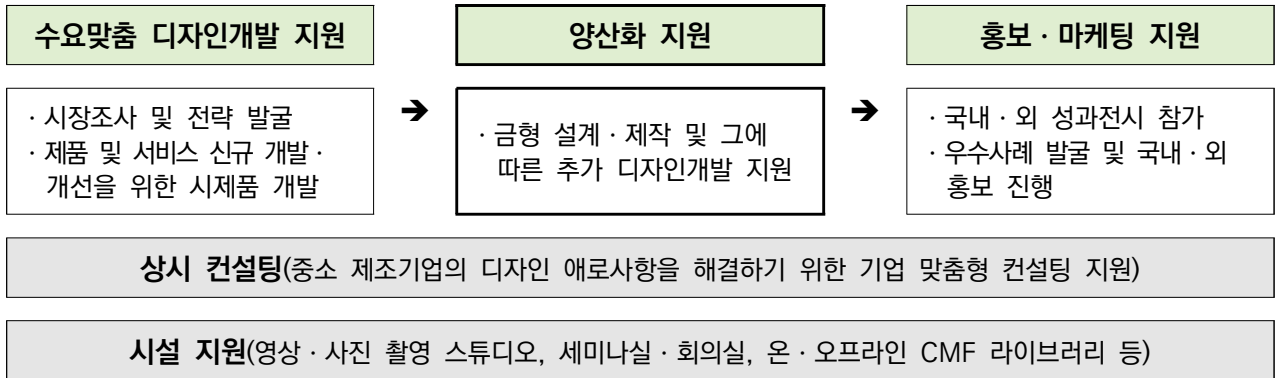 수요맞춤 디자인개발 지원
· 시장조사 및 전략 발굴
· 제품 및 서비스 신규 개발 ·
개선을 위한 시제품 개발
➔
양산화 지원
· 금형 설계 · 제작 및 그에
따른 추가 디자인개발 지원
➔
홍보 · 마케팅 지원
· 국내 · 외 성과전시 참가
· 우수사례 발굴 및 국내 · 외
홍보 진행
상시 컨설팅(중소 제조기업의 디자인 애로사항을 해결하기 위한 기업 맞춤형 컨설팅 지원)
시설 지원(영상 · 사진 촬영 스튜디오, 세미나실 · 회의실, 온 · 오프라인 CMF 라이브러리 등)